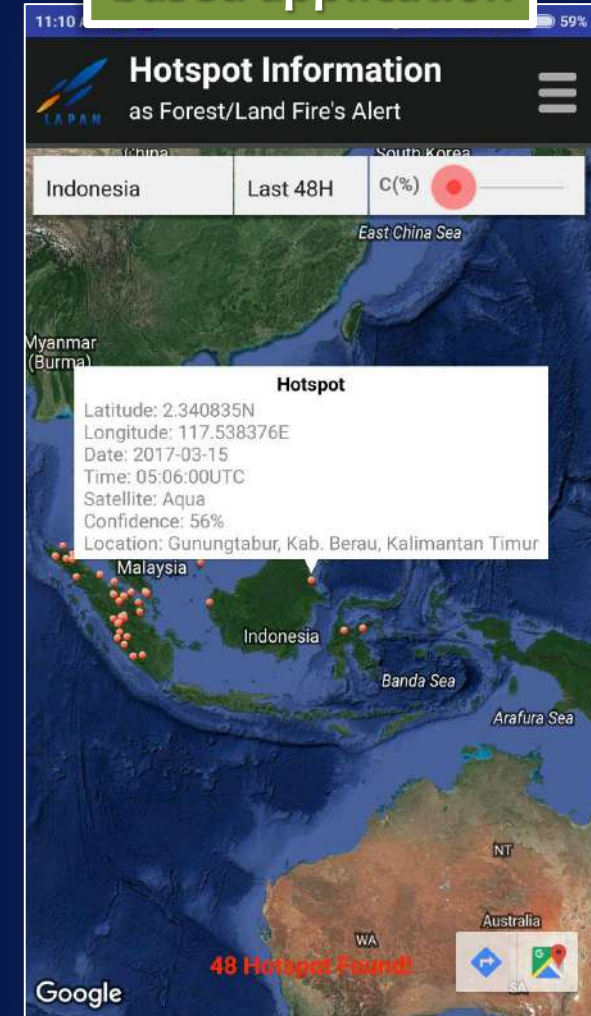 based application
11:10
59%
LAPAN
Hotspot Information
as Forest/Land Fire's Alert
China
South Korea
Indonesia
Last 48H
C(%)
East China Sea
Myanmar
(Burma)
Hotspot
Latitude: 2.340835N
Longitude: 117.538376E
Date: 2017-03-15
Time: 05:06:00UTC
Satellite: Aqua
Confidence: 56%
Location: Gunungtabur, Kab. Berau, Kalimantan Timur
Malaysia
Indonesia
Banda Sea
Arafura Sea
NT
Australia
WA
48 Hotspot Found!
SA
Google